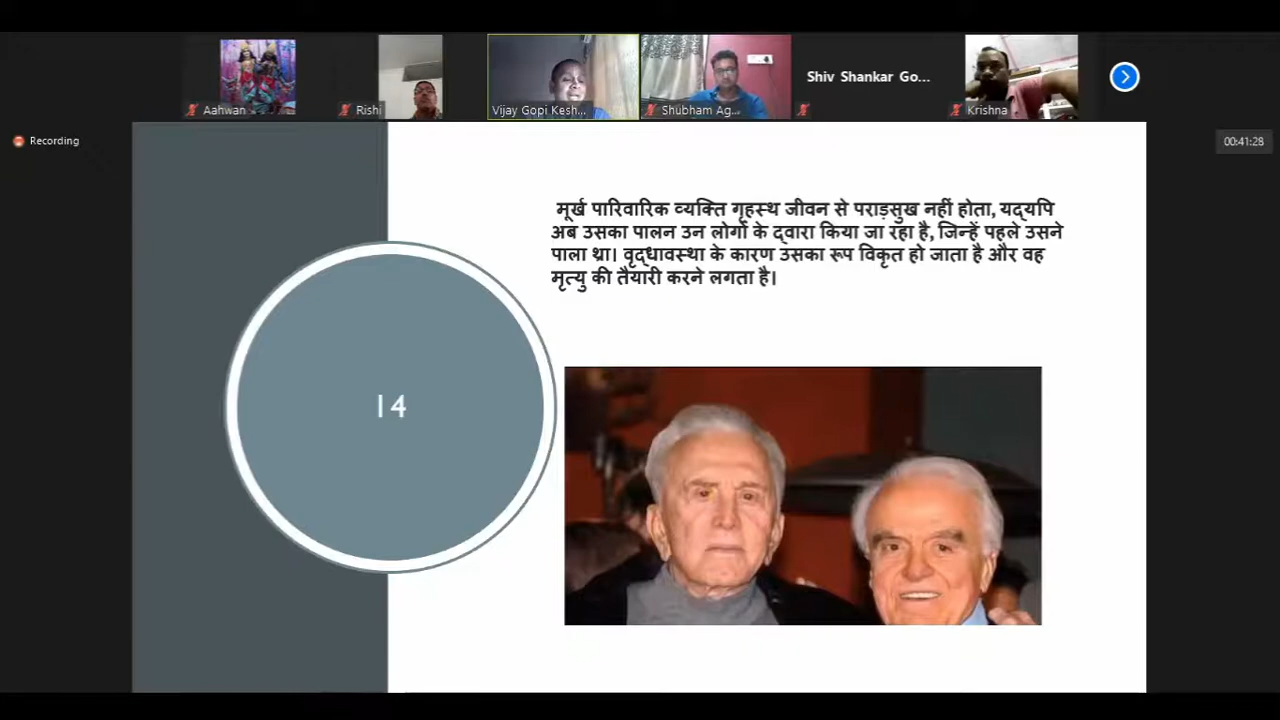 Aahwan
Rishi
Vijay Gopi Kesh...
Shubham Ag...
Shiv Shankar Go...
Krishna
Recording
00:41:28
मूर्ख पारिवारिक व्यक्ति गृहस्थ जीवन से पराड़सुख नहीं होता, यद्यपि
अब उसका पालन उन लोगों के द्वारा किया जा रहा है, जिन्हें पहले उसने
पाला था। वृद्धावस्था के कारण उसका रूप विकृत हो जाता है और वह
मृत्यु की तैयारी करने लगता है।
14